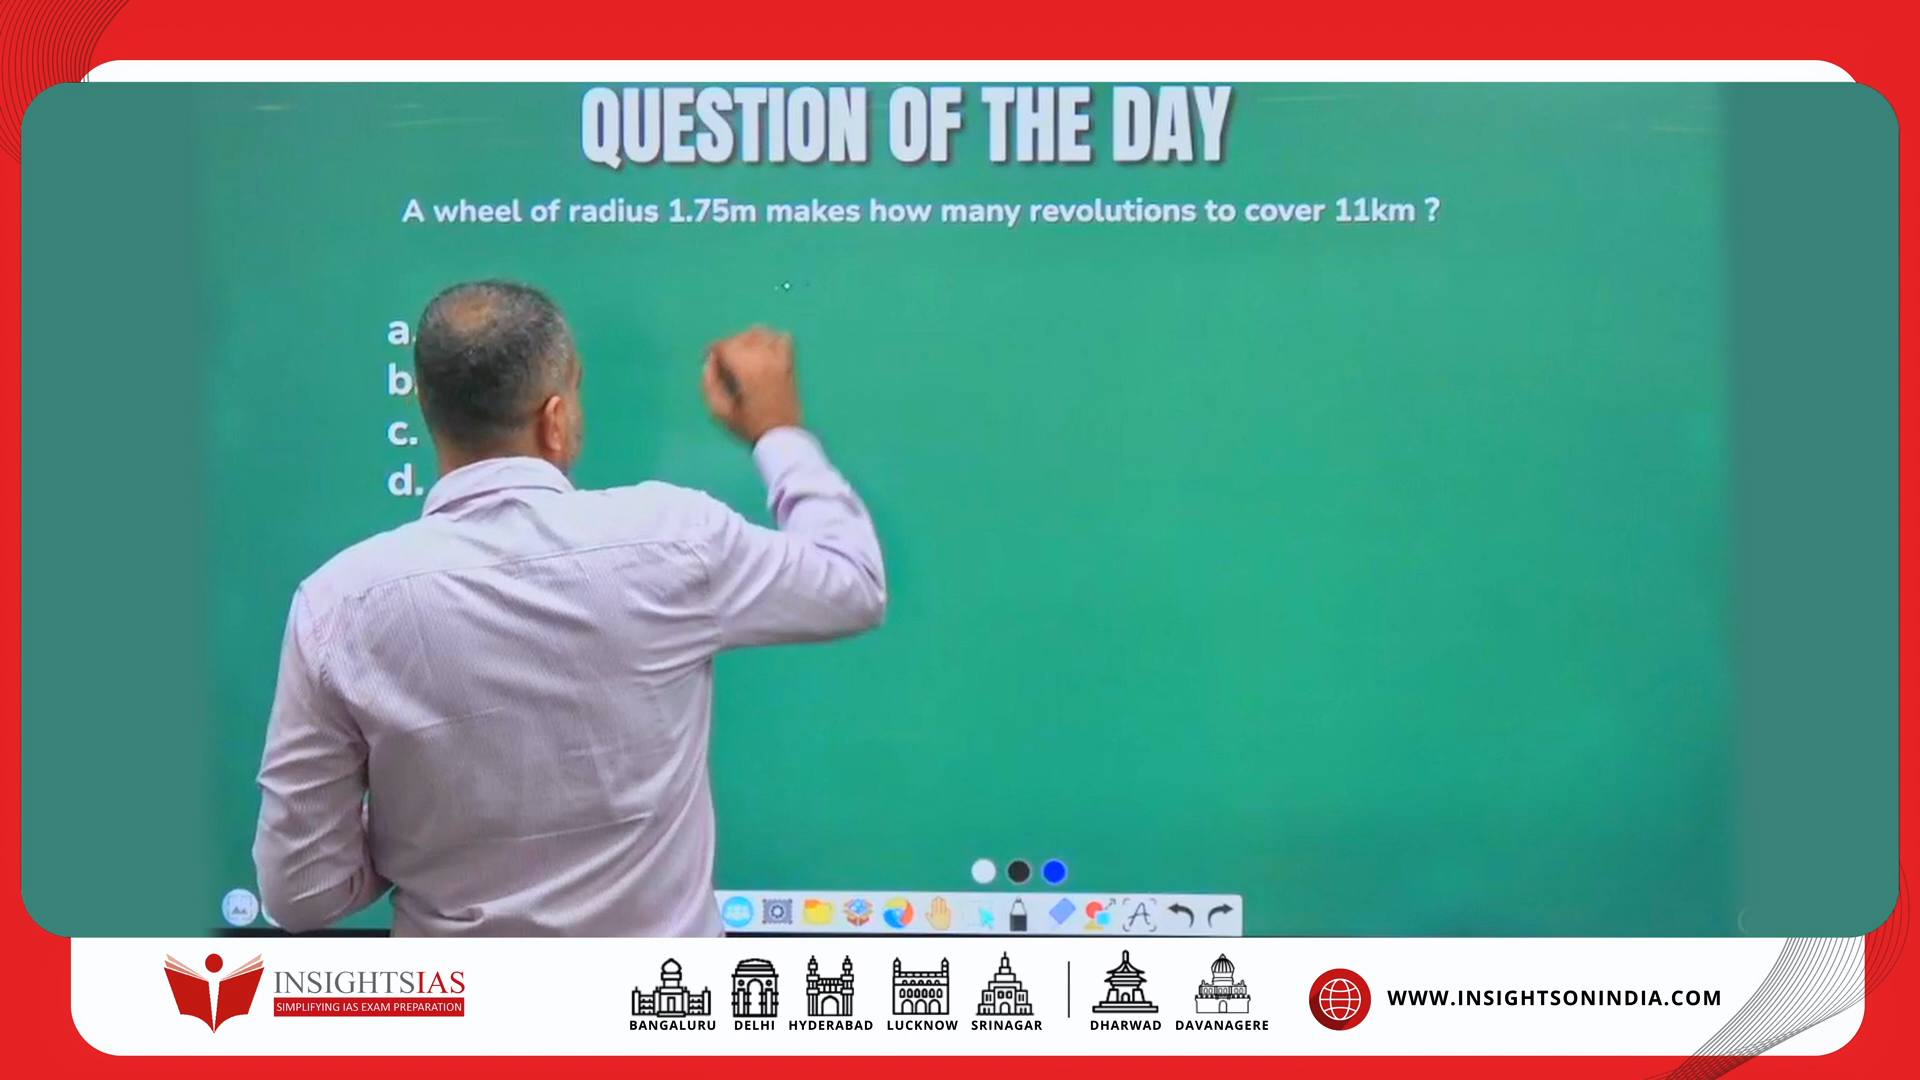 QUESTION OF THE DAY
A wheel of radius 1.75m makes how many revolutions to cover 11km ?
a.
b.
c.
d.
INSIGHTSIAS
SIMPLIFYING IAS EXAM PREPARATION
BANGALURU DELHI HYDERABAD LUCKNOW SRINAGAR DHARWAD DAVANAGERE
WWW.INSIGHTSONINDIA.COM